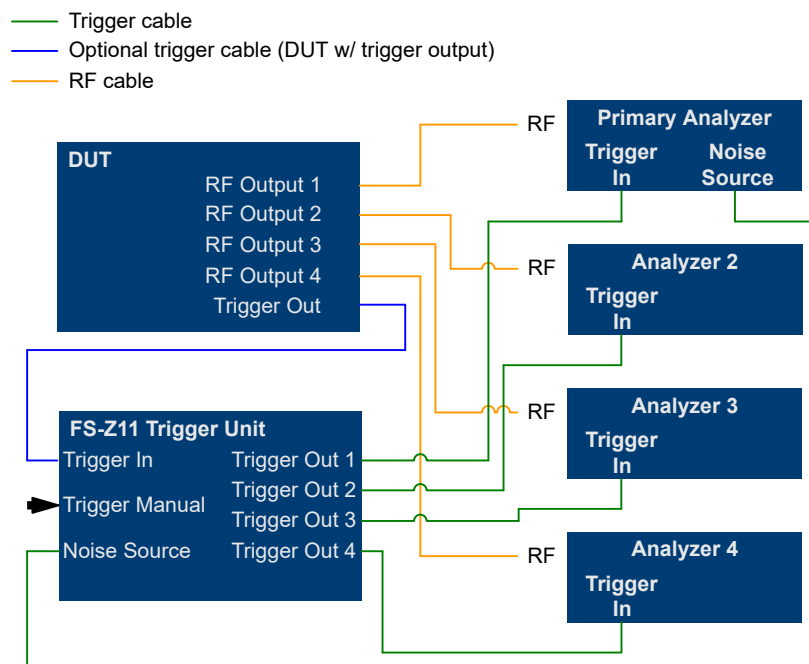 Trigger cable
Optional trigger cable (DUT w/ trigger output)
RF cable
DUT
RF Output 1
RF Output 2
RF Output 3
RF Output 4
Trigger Out
RF
Primary Analyzer
Trigger In
Noise Source
RF
Analyzer 2
Trigger In
RF
Analyzer 3
Trigger In
RF
Analyzer 4
Trigger In
FS-Z11 Trigger Unit
Trigger In
Trigger Manual
Noise Source
Trigger Out 1
Trigger Out 2
Trigger Out 3
Trigger Out 4